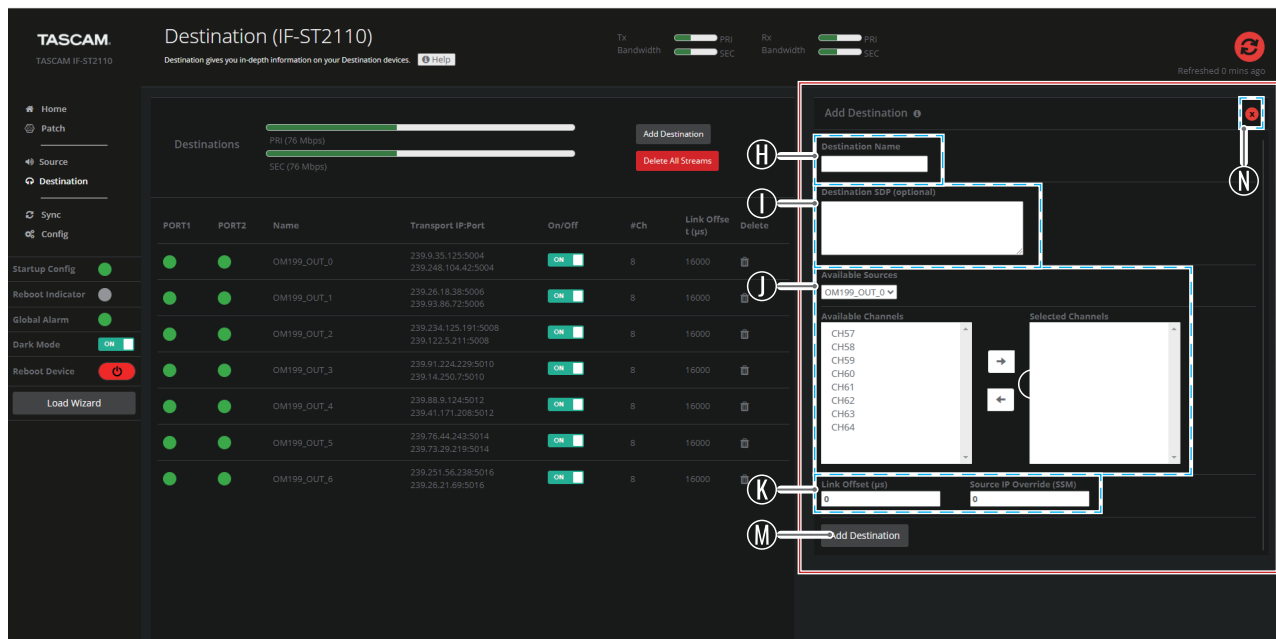 TASCAM
TASCAM IF-ST2110
Destination (IF-ST2110)
Destination gives you in-depth information on your Destination devices.
Help
Tx
Bandwidth
PRI
SEC
Rx
Bandwidth
PRI
SEC
Refreshed 0 mins ago
Home
Patch
Source
Destination
Sync
Config
Startup Config
Reboot Indicator
Global Alarm
Dark Mode
ON
Reboot Device
Load Wizard
Destinations
PRI (76 Mbps)
SEC (76 Mbps)
Add Destination
Delete All Streams
PORT1 PORT2 Name Transport IP:Port On/Off #Ch Link Offse
t (µs) Delete
OM199_OUT_0 239.9.35.125:5004 ON 8 16000
239.248.104.42:5004
OM199_OUT_1 239.26.18.38:5006 ON 8 16000
239.93.86.72:5006
OM199_OUT_2 239.234.125.191:5008 ON 8 16000
239.122.5.211:5008
OM199_OUT_3 239.91.224.229:5010 ON 8 16000
239.14.250.7:5010
OM199_OUT_4 239.88.9.124:5012 ON 8 16000
239.41.171.208:5012
OM199_OUT_5 239.76.44.243:5014 ON 8 16000
239.73.29.219:5014
OM199_OUT_6 239.251.56.238:5016 ON 8 16000
239.26.21.69:5016
Add Destination
x
N
H
Destination Name
I
Destination SDP (optional)
J
Available Sources
OM199_OUT_0
Available Channels Selected Channels
CH57
CH58
CH59
CH60
CH61
CH62
CH63
CH64
K
Link Offset (µs) Source IP Override (SSM)
0 0
M
Add Destination